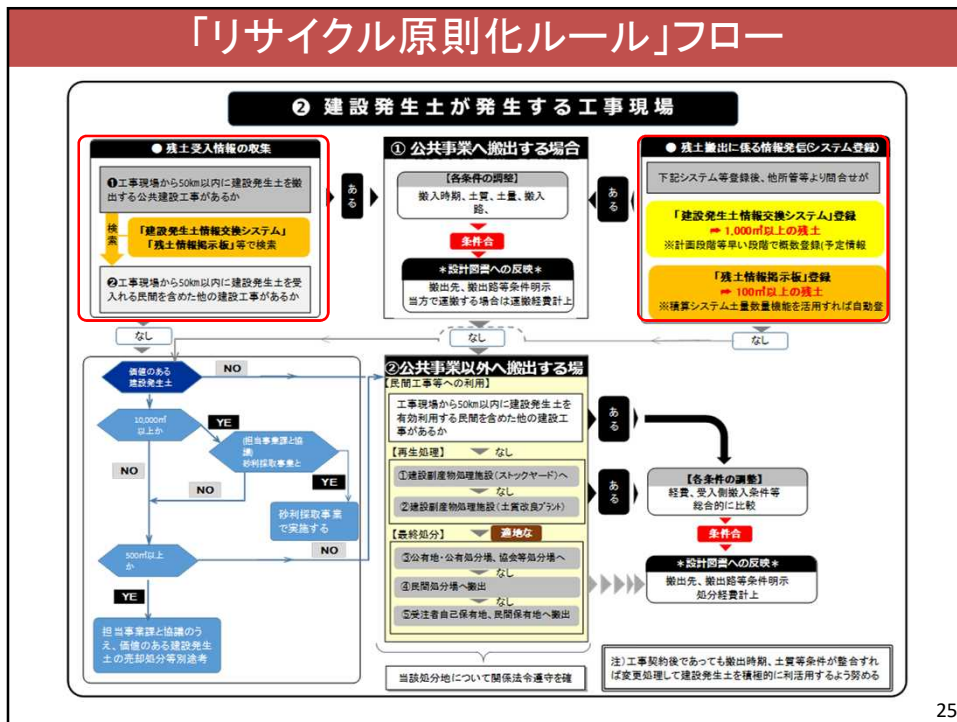 「リサイクル原則化ルール」フロー
❷ 建設発生土が発生する工事現場
● 残土受入情報の収集
❶工事現場から50km以内に建設発生土を搬
出する公共建設工事があるか
検索
「建設発生土情報交換システム」
「残土情報掲示板」等で検索
❷工事現場から50km以内に建設発生土を受
入れる民間を含めた他の建設工事があるか
ある
① 公共事業へ搬出する場合
【各条件の調整】
搬入時期、土質、土量、搬入
路、
条件合
＊設計図書への反映＊
搬出先、搬出路等条件明示
当方で運搬する場合は運搬経費計上
ある
● 残土搬出に係る情報発信(システム登録)
下記システム等登録後、他所管等より問合せが
「建設発生土情報交換システム」登録
➡ 1,000㎥以上の残土
※計画段階等早い段階で概数登録(予定情報
「残土情報掲示板」登録
➡ 100㎥以上の残土
※積算システム土量数量機能を活用すれば自動登
なし
なし
なし
価値のある
建設発生土
NO
10,000㎥
以上か
YE
(担当事業課と協
議)
砂利採取事業と
NO
NO
YE
砂利採取事業
で実施する
500㎥以上
か
NO
YE
担当事業課と協議のう
え、価値のある建設発生
土の売却処分等別途考
②公共事業以外へ搬出する場
【民間工事等への利用】
工事現場から50km以内に建設発生土を
有効利用する民間を含めた他の建設工
事があるか
【再生処理】
なし
①建設副産物処理施設(ストックヤード)へ
なし
②建設副産物処理施設(土質改良プラント)
【最終処分】
適地な
③公有地・公有処分場、協会等処分場へ
なし
④民間処分場へ搬出
なし
⑤受注者自己保有地、民間保有地へ搬出
当該処分地について関係法令遵守を確
ある
ある
【各条件の調整】
経費、受入側搬入条件等
総合的に比較
条件合
＊設計図書への反映＊
搬出先、搬出路等条件明示
処分経費計上
注)工事契約後であっても搬出時期、土質等条件が整合すれ
ば変更処理して建設発生土を積極的に利活用するよう努める
25